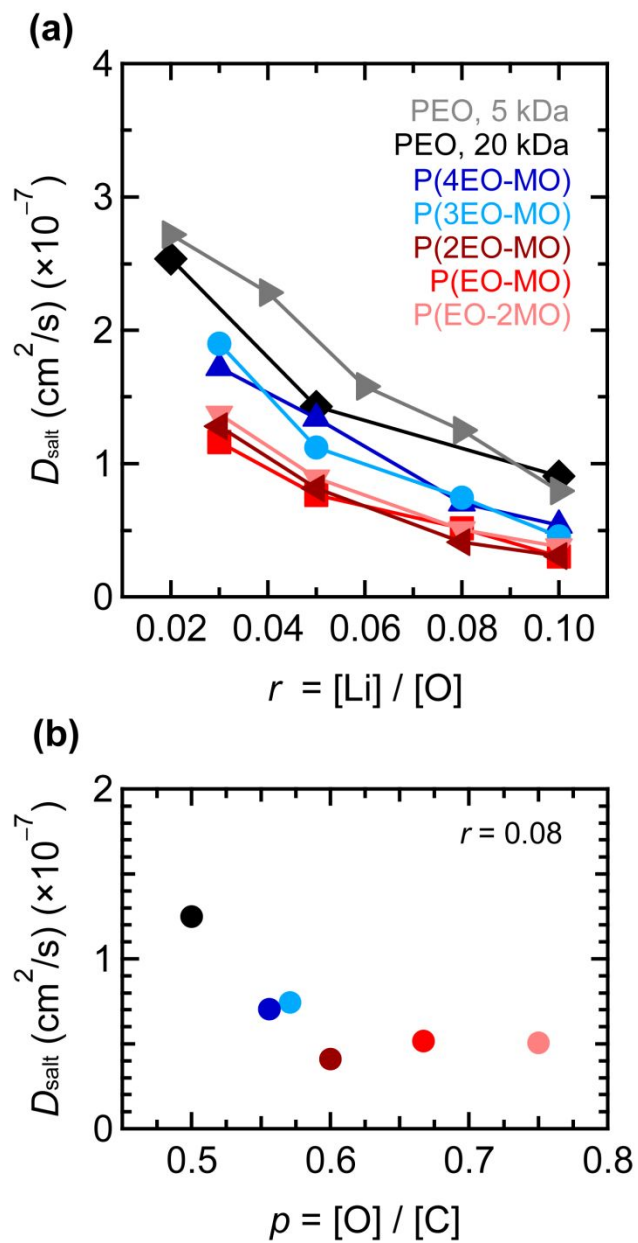 (a)
4
3
2
1
0
D_salt (cm²/s) (×10⁻⁷)
PEO, 5 kDa
PEO, 20 kDa
P(4EO-MO)
P(3EO-MO)
P(2EO-MO)
P(EO-MO)
P(EO-2MO)
0.02 0.04 0.06 0.08 0.10
r = [Li] / [O]
(b)
2
1
0
D_salt (cm²/s) (×10⁻⁷)
r = 0.08
0.5 0.6 0.7 0.8
p = [O] / [C]